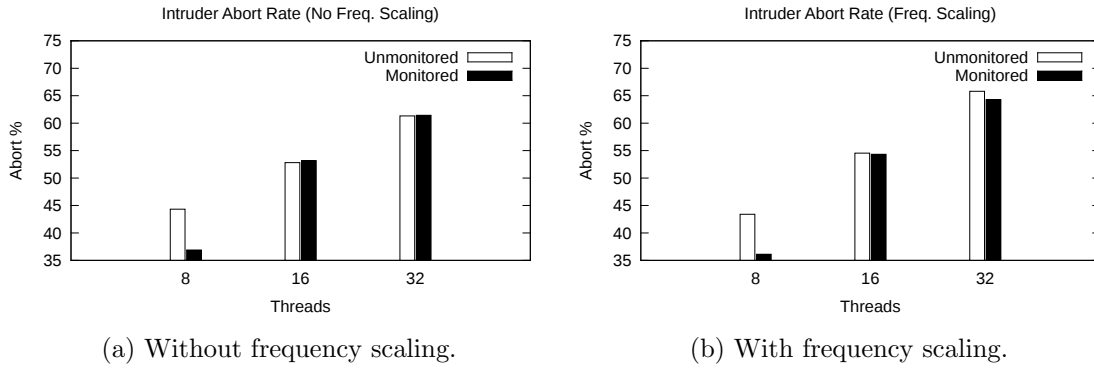 Intruder Abort Rate (No Freq. Scaling)
75
70
65
60
55
50
45
40
35
Abort %
Unmonitored
Monitored
8 16 32
Threads
(a) Without frequency scaling.
Intruder Abort Rate (Freq. Scaling)
75
70
65
60
55
50
45
40
35
Abort %
Unmonitored
Monitored
8 16 32
Threads
(b) With frequency scaling.